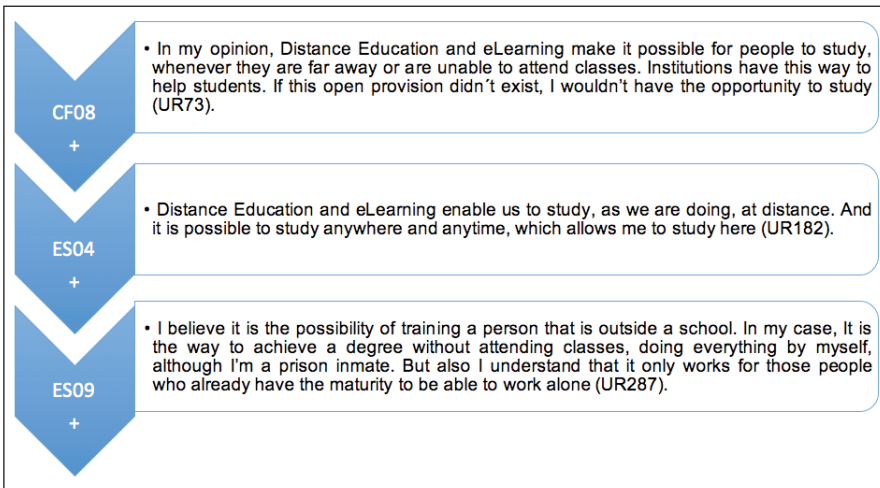 CF08
+
• In my opinion, Distance Education and eLearning make it possible for people to study,
whenever they are far away or are unable to attend classes. Institutions have this way to
help students. If this open provision didn´t exist, I wouldn't have the opportunity to study
(UR73).
ES04
+
• Distance Education and eLearning enable us to study, as we are doing, at distance. And
it is possible to study anywhere and anytime, which allows me to study here (UR182).
ES09
+
• I believe it is the possibility of training a person that is outside a school. In my case, It is
the way to achieve a degree without attending classes, doing everything by myself,
although I'm a prison inmate. But also I understand that it only works for those people
who already have the maturity to be able to work alone (UR287).